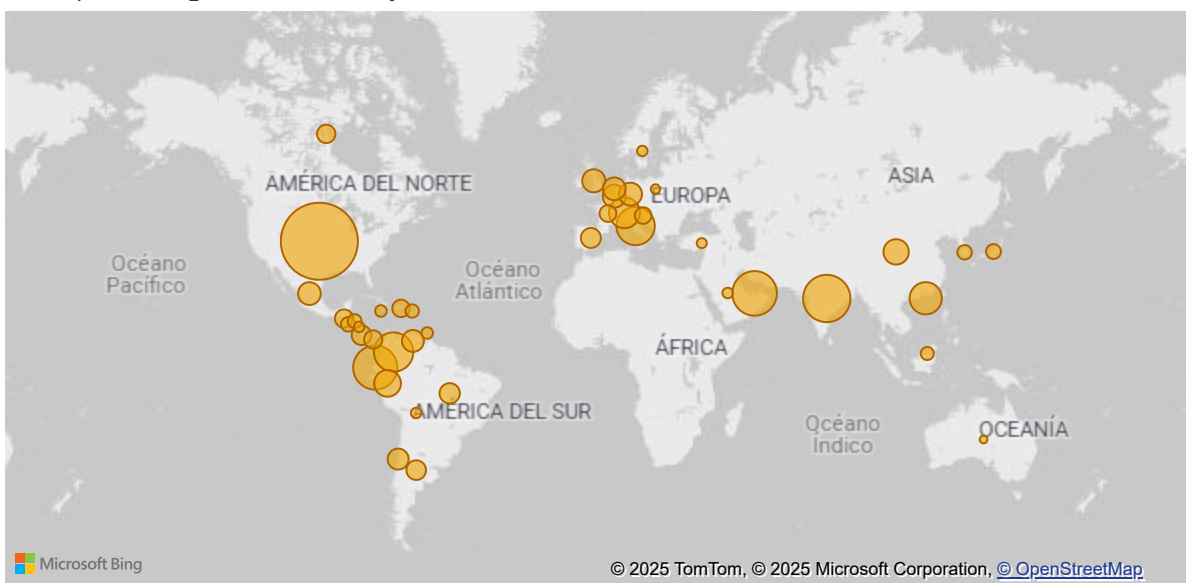 AMÉRICA DEL NORTE
ASIA
EUROPA
Océano
Pacífico
Océano
Atlántico
ÁFRICA
AMÉRICA DEL SUR
Océano
Índico
OCEANÍA
Microsoft Bing
© 2025 TomTom, © 2025 Microsoft Corporation, © OpenStreetMap